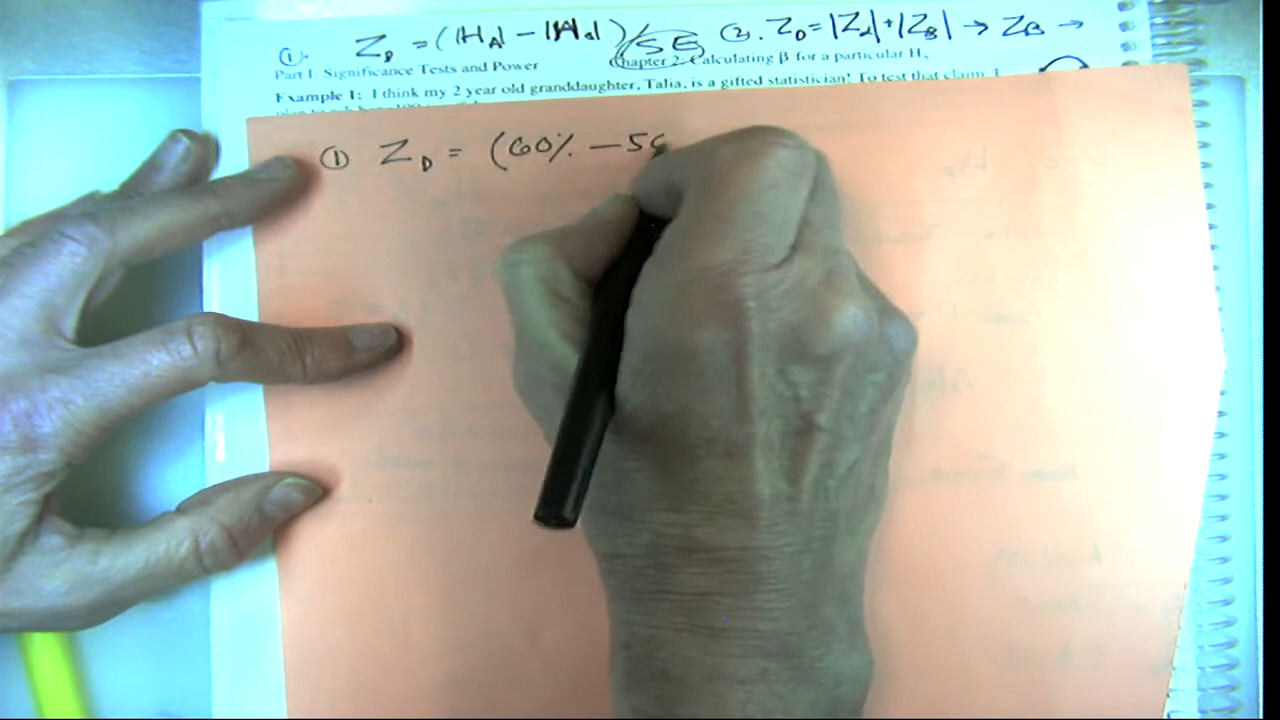 ①. Z_D = (|H_A| - |H_0|)/SE ②. Z_D = |Z_α| + |Z_β| → Z_β →
Part I Significance Tests and Power Chapter 2 Calculating β for a particular H₁
Example 1: I think my 2 year old granddaughter, Talia, is a gifted statistician! To test that claim I
① Z_D = (60% - 5